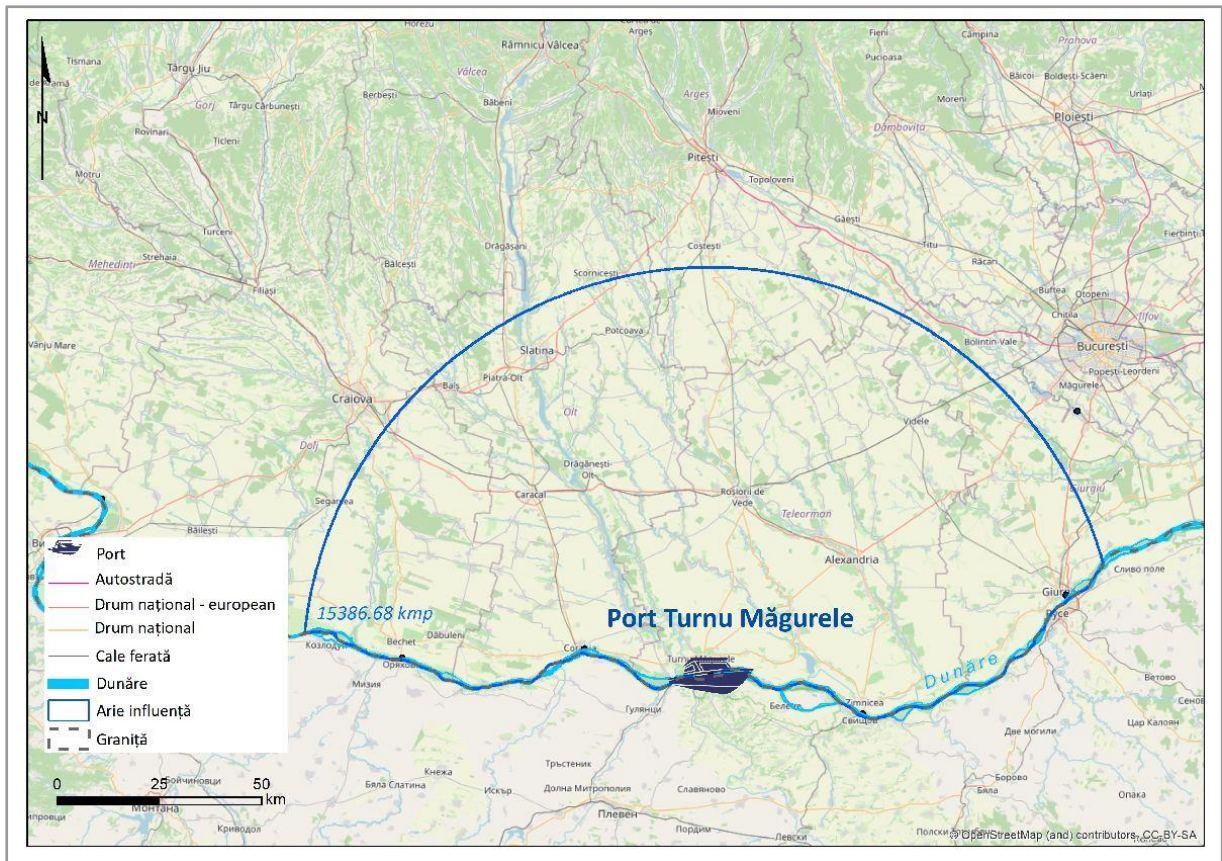 Horezu
Râmnicu Vâlcea
Argeș
Fieni
Câmpina
Prahova
Tismana
Târgu Jiu
Pucioasa
Băicoi
Boldești-Scăeni
Vâlcea
Gorj
Târgu Cărbunești
Berbești
Băbeni
Argeș
Mioveni
Moreni
Urlați
Ploiești
N
Rovinari
Țicleni
Dâmbovița
Motru
Pitești
Topoloveni
Turceni
Găești
Drăgășani
Costești
Titu
Fierbinți-T
Mehedinți
Strehaia
Bălcești
Scornicești
Răcari
Filiași
Buftea
Otopeni
Chitila
Ilfov
Vânju Mare
Potcoava
Bolintin-Vale
București
Slatina
Popești-Leordeni
Piatra-Olt
Balș
Măgurele
Craiova
Olt
Videle
Dolj
Drăgănești-
Olt
Caracal
Roșiorii de
Vede
Giurgiu
Segarcea
Teleorman
Băilești
Alexandria
Сливо поле
Port
Autostradă
Drum național - european
Drum național
Cale ferată
Dunăre
Arie influență
Graniță
15386.68 kmp
Port Turnu Măgurele
Русе
Козлодуй
Bechet
Dăbuleni
Оряхово
Мизия
Dunăre
Ветово
Гулянци
Белене
Zimnicea
Свищов
Цар Калоян
Две могили
Тръстеник
Кнежа
Бяла Слатина
Искър
Долна Митрополия
Славяново
Борово
Бяла
Опака
0 25 50
km
Бойчиновци
Монтана
Плевен
Криводол
Пордим
Левски
© OpenStreetMap (and) contributors, CC-BY-SA